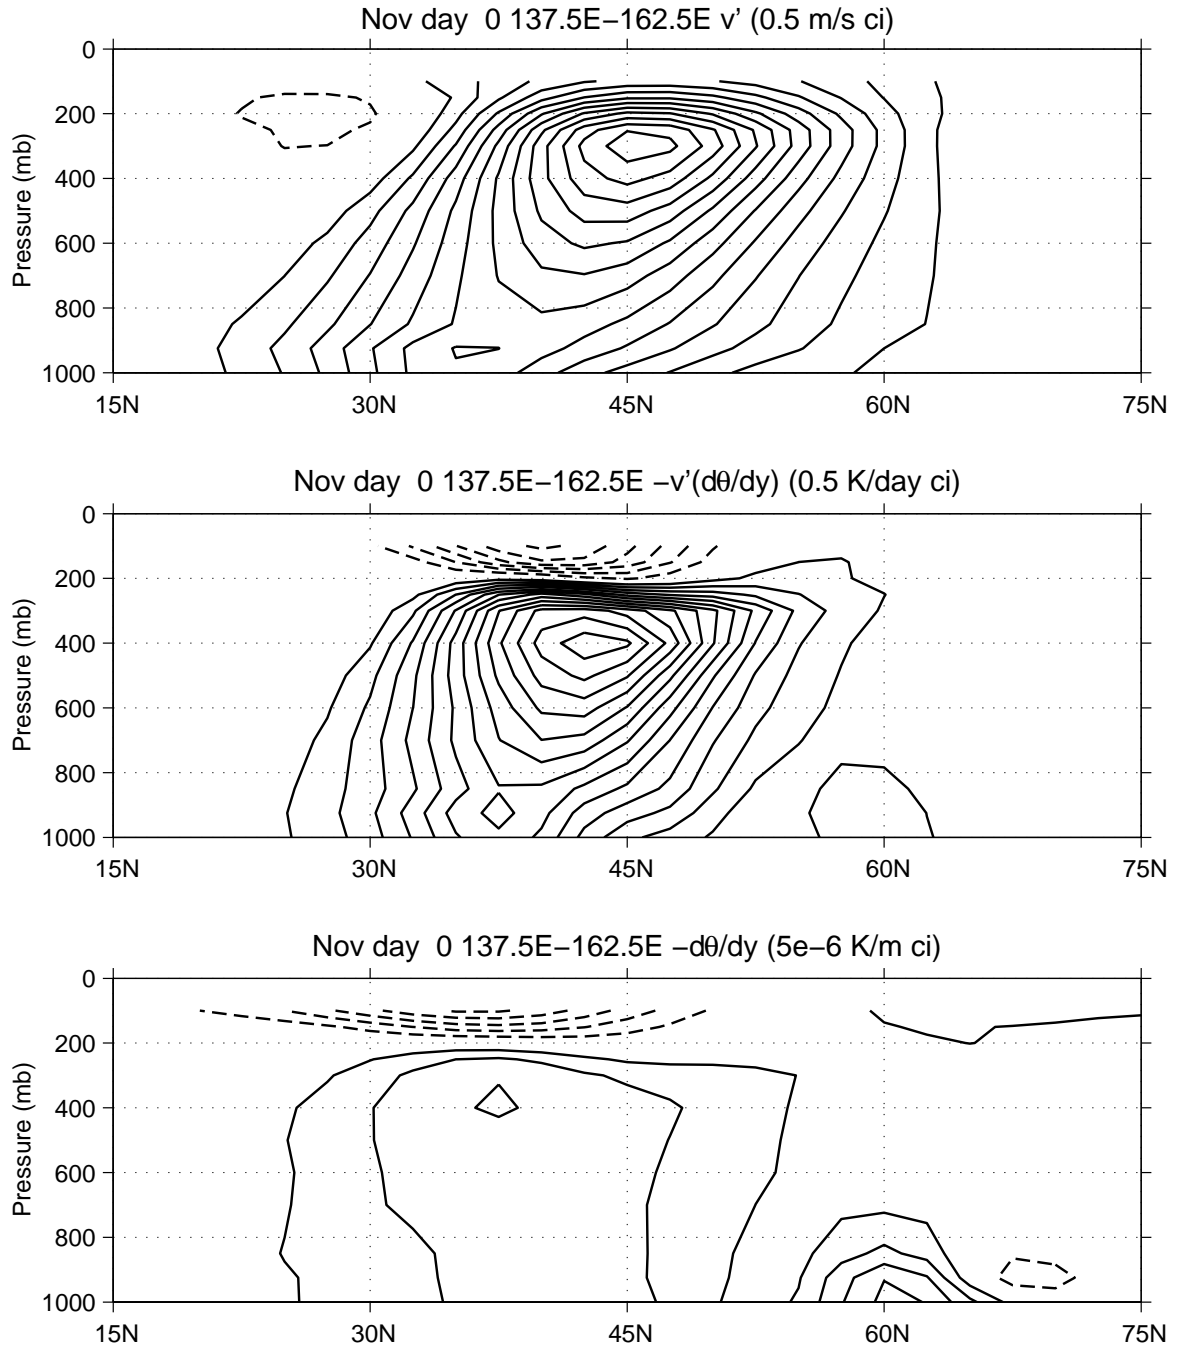 Nov day  0 137.5E−162.5E v’ (0.5 m/s ci)
0
200
400
600
800
1000
Pressure (mb)
15N 30N 45N 60N 75N
Nov day  0 137.5E−162.5E −v’(dθ/dy) (0.5 K/day ci)
0
200
400
600
800
1000
Pressure (mb)
15N 30N 45N 60N 75N
Nov day  0 137.5E−162.5E −dθ/dy (5e−6 K/m ci)
0
200
400
600
800
1000
Pressure (mb)
15N 30N 45N 60N 75N